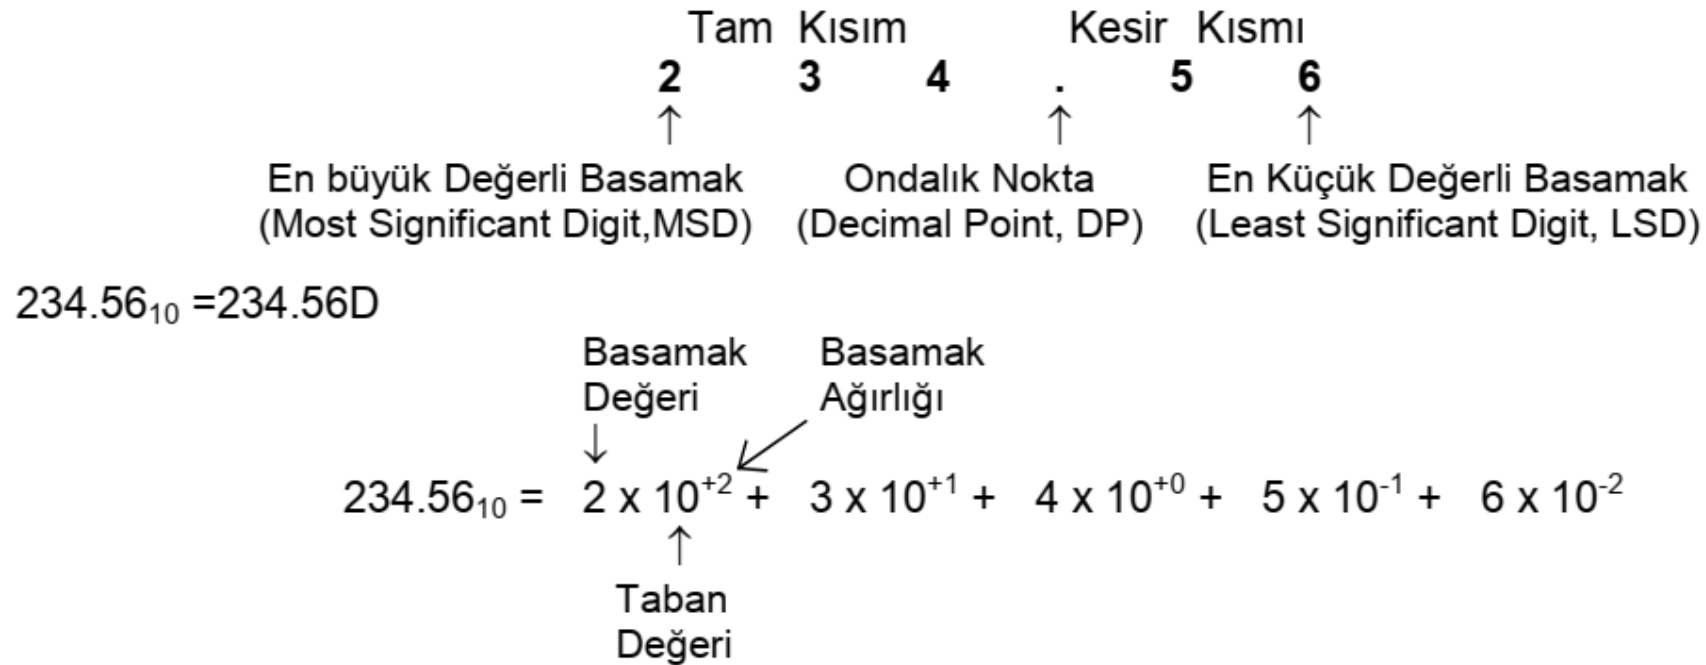 Tam Kısım Kesir Kısmı
2 3 4 . 5 6
↑ ↑ ↑
En büyük Değerli Basamak Ondalık Nokta En Küçük Değerli Basamak
(Most Significant Digit,MSD) (Decimal Point, DP) (Least Significant Digit, LSD)
234.56₁₀ =234.56D
Basamak Basamak
Değeri Ağırlığı
↓
234.56₁₀ = 2 x 10⁺² + 3 x 10⁺¹ + 4 x 10⁺⁰ + 5 x 10⁻¹ + 6 x 10⁻²
↑
Taban
Değeri